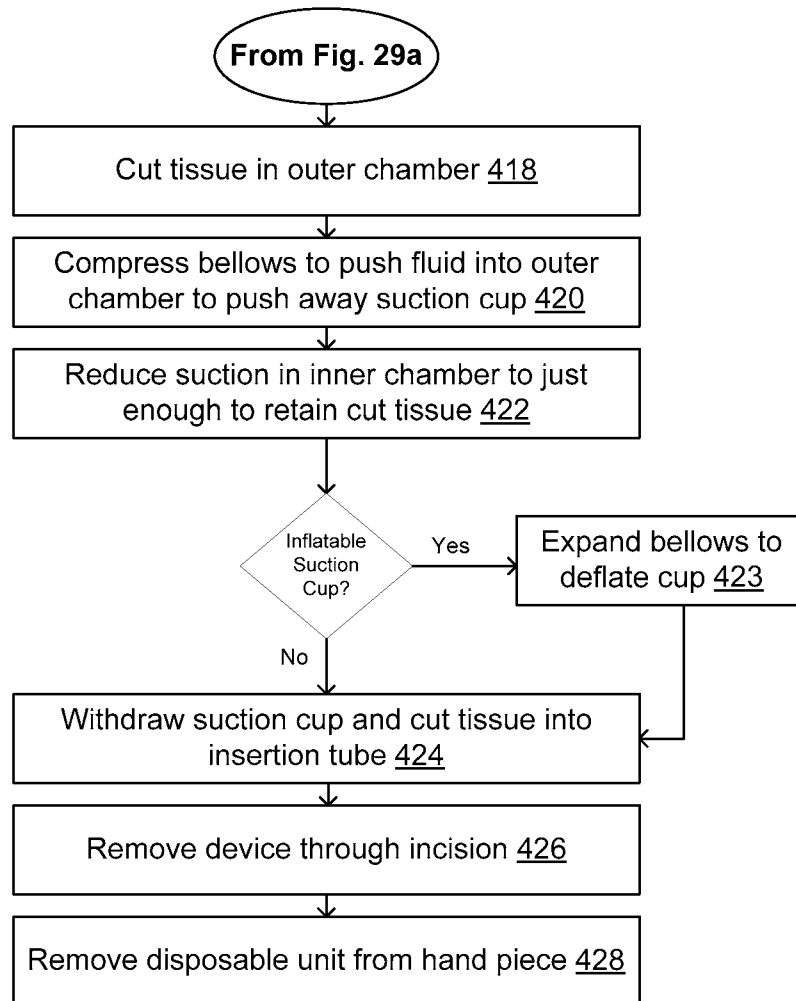 From Fig. 29a
Cut tissue in outer chamber 418
Compress bellows to push fluid into outer
chamber to push away suction cup 420
Reduce suction in inner chamber to just
enough to retain cut tissue 422
Inflatable
Suction
Cup?
Yes
Expand bellows to
deflate cup 423
No
Withdraw suction cup and cut tissue into
insertion tube 424
Remove device through incision 426
Remove disposable unit from hand piece 428